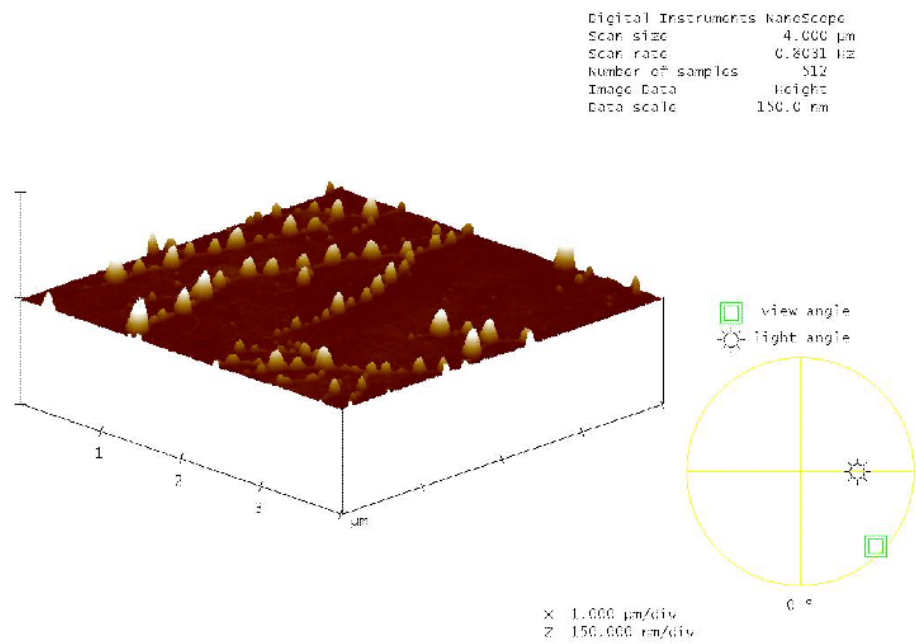 Digital Instruments NanoScope
Scan size 4.000 µm
Scan rate 0.8031 Hz
Number of samples 512
Image Data Height
Data scale 150.0 nm
view angle
light angle
1
2
3
µm
0 °
X 1.000 µm/div
Z 150.000 nm/div